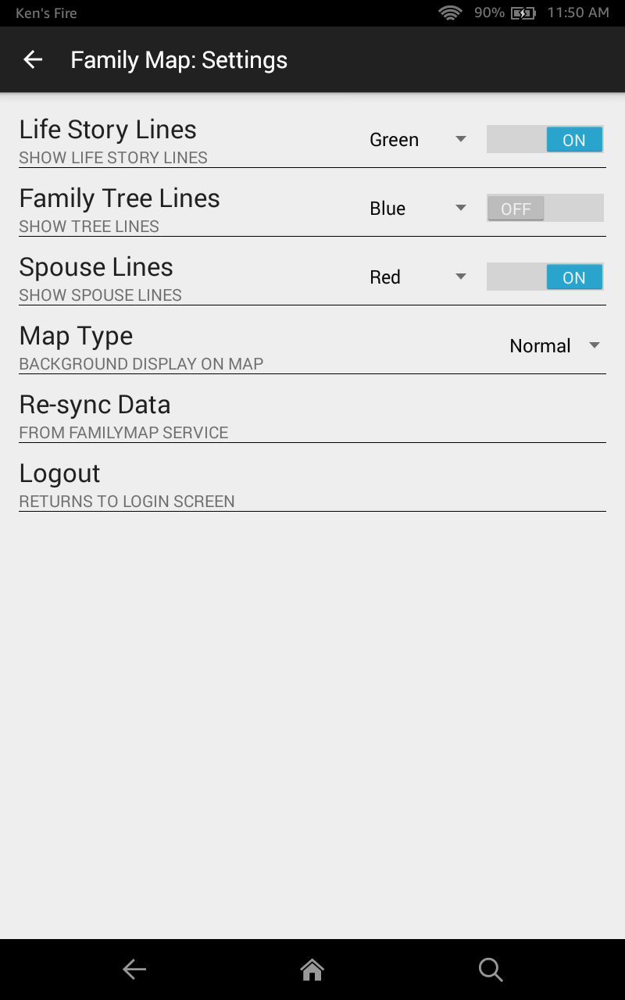 Ken's Fire 90% 11:50 AM
Family Map: Settings
Life Story Lines Green ON
SHOW LIFE STORY LINES
Family Tree Lines Blue OFF
SHOW TREE LINES
Spouse Lines Red ON
SHOW SPOUSE LINES
Map Type Normal
BACKGROUND DISPLAY ON MAP
Re-sync Data
FROM FAMILYMAP SERVICE
Logout
RETURNS TO LOGIN SCREEN